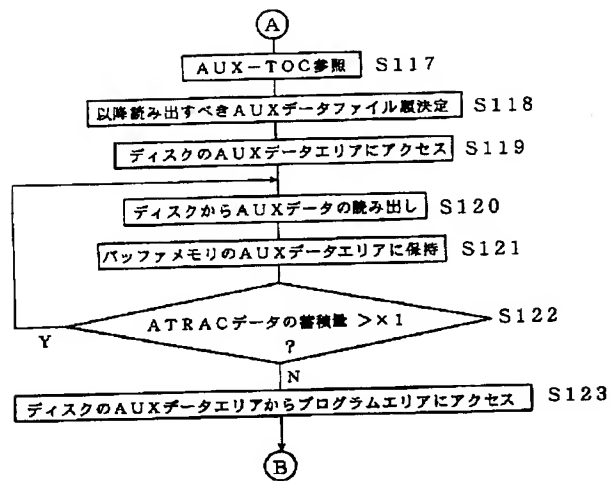 A
AUX-TOC参照 S117
以降読み出すべきAUXデータファイル順決定 S118
ディスクのAUXデータエリアにアクセス S119
ディスクからAUXデータの読み出し S120
バッファメモリのAUXデータエリアに保持 S121
ATRACデータの蓄積量>×1 S122
?
Y
N
ディスクのAUXデータエリアからプログラムエリアにアクセス S123
B